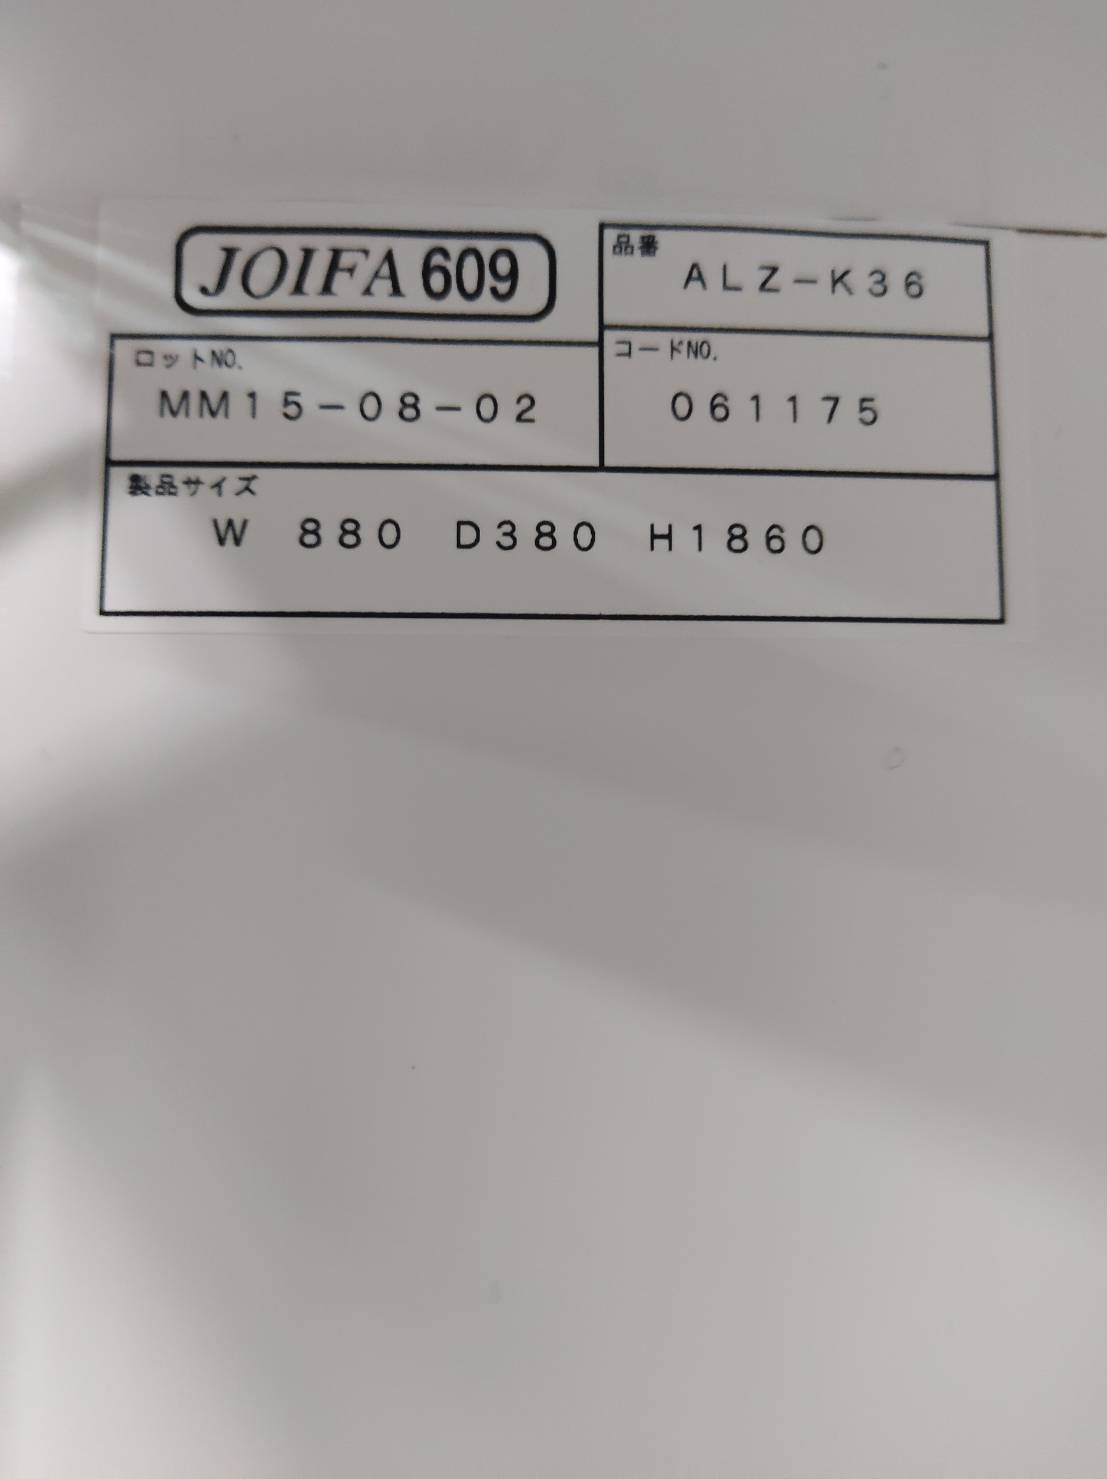 JOIFA 609
品番
ALZ-K36
ロットNO.
MM15-08-02
コードNO.
061175
製品サイズ
W 880 D380 H1860